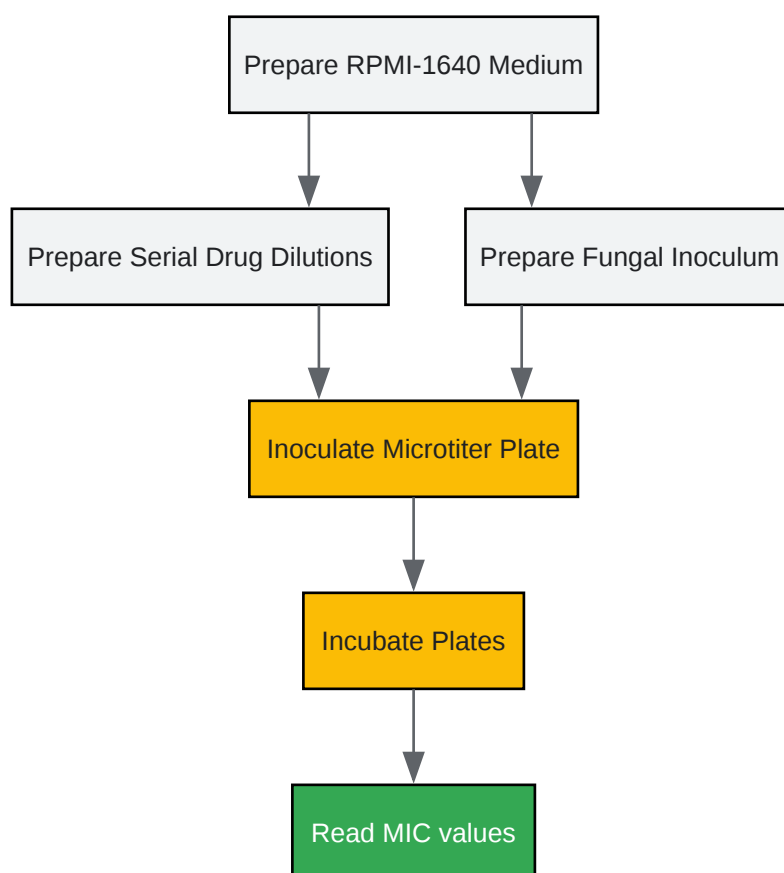 Prepare RPMI-1640 Medium
Prepare Serial Drug Dilutions
Prepare Fungal Inoculum
Inoculate Microtiter Plate
Incubate Plates
Read MIC values